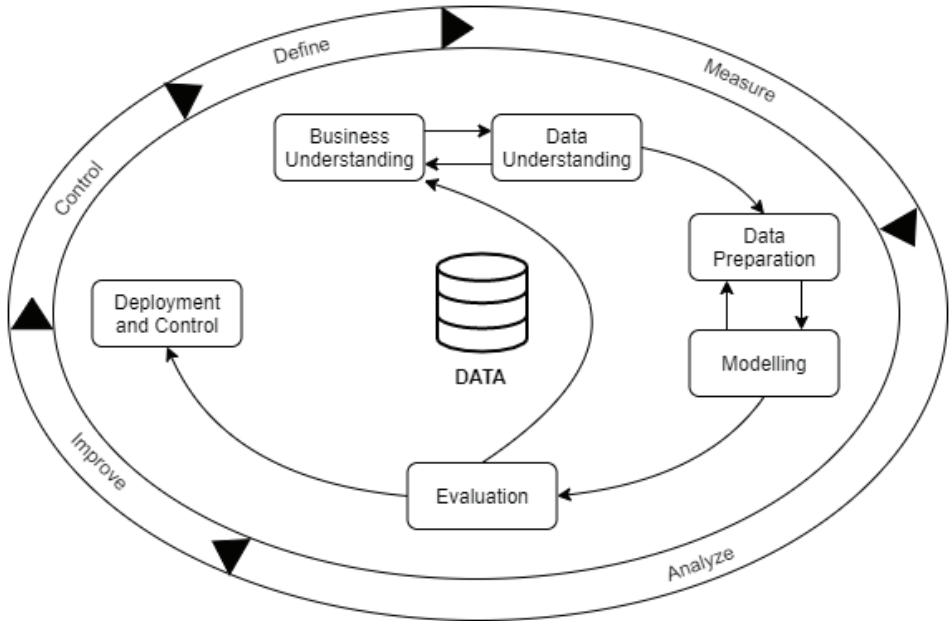 Define
Measure
Business
Understanding
Data
Understanding
Control
Data
Preparation
Deployment
and Control
Modelling
DATA
Improve
Evaluation
Analyze